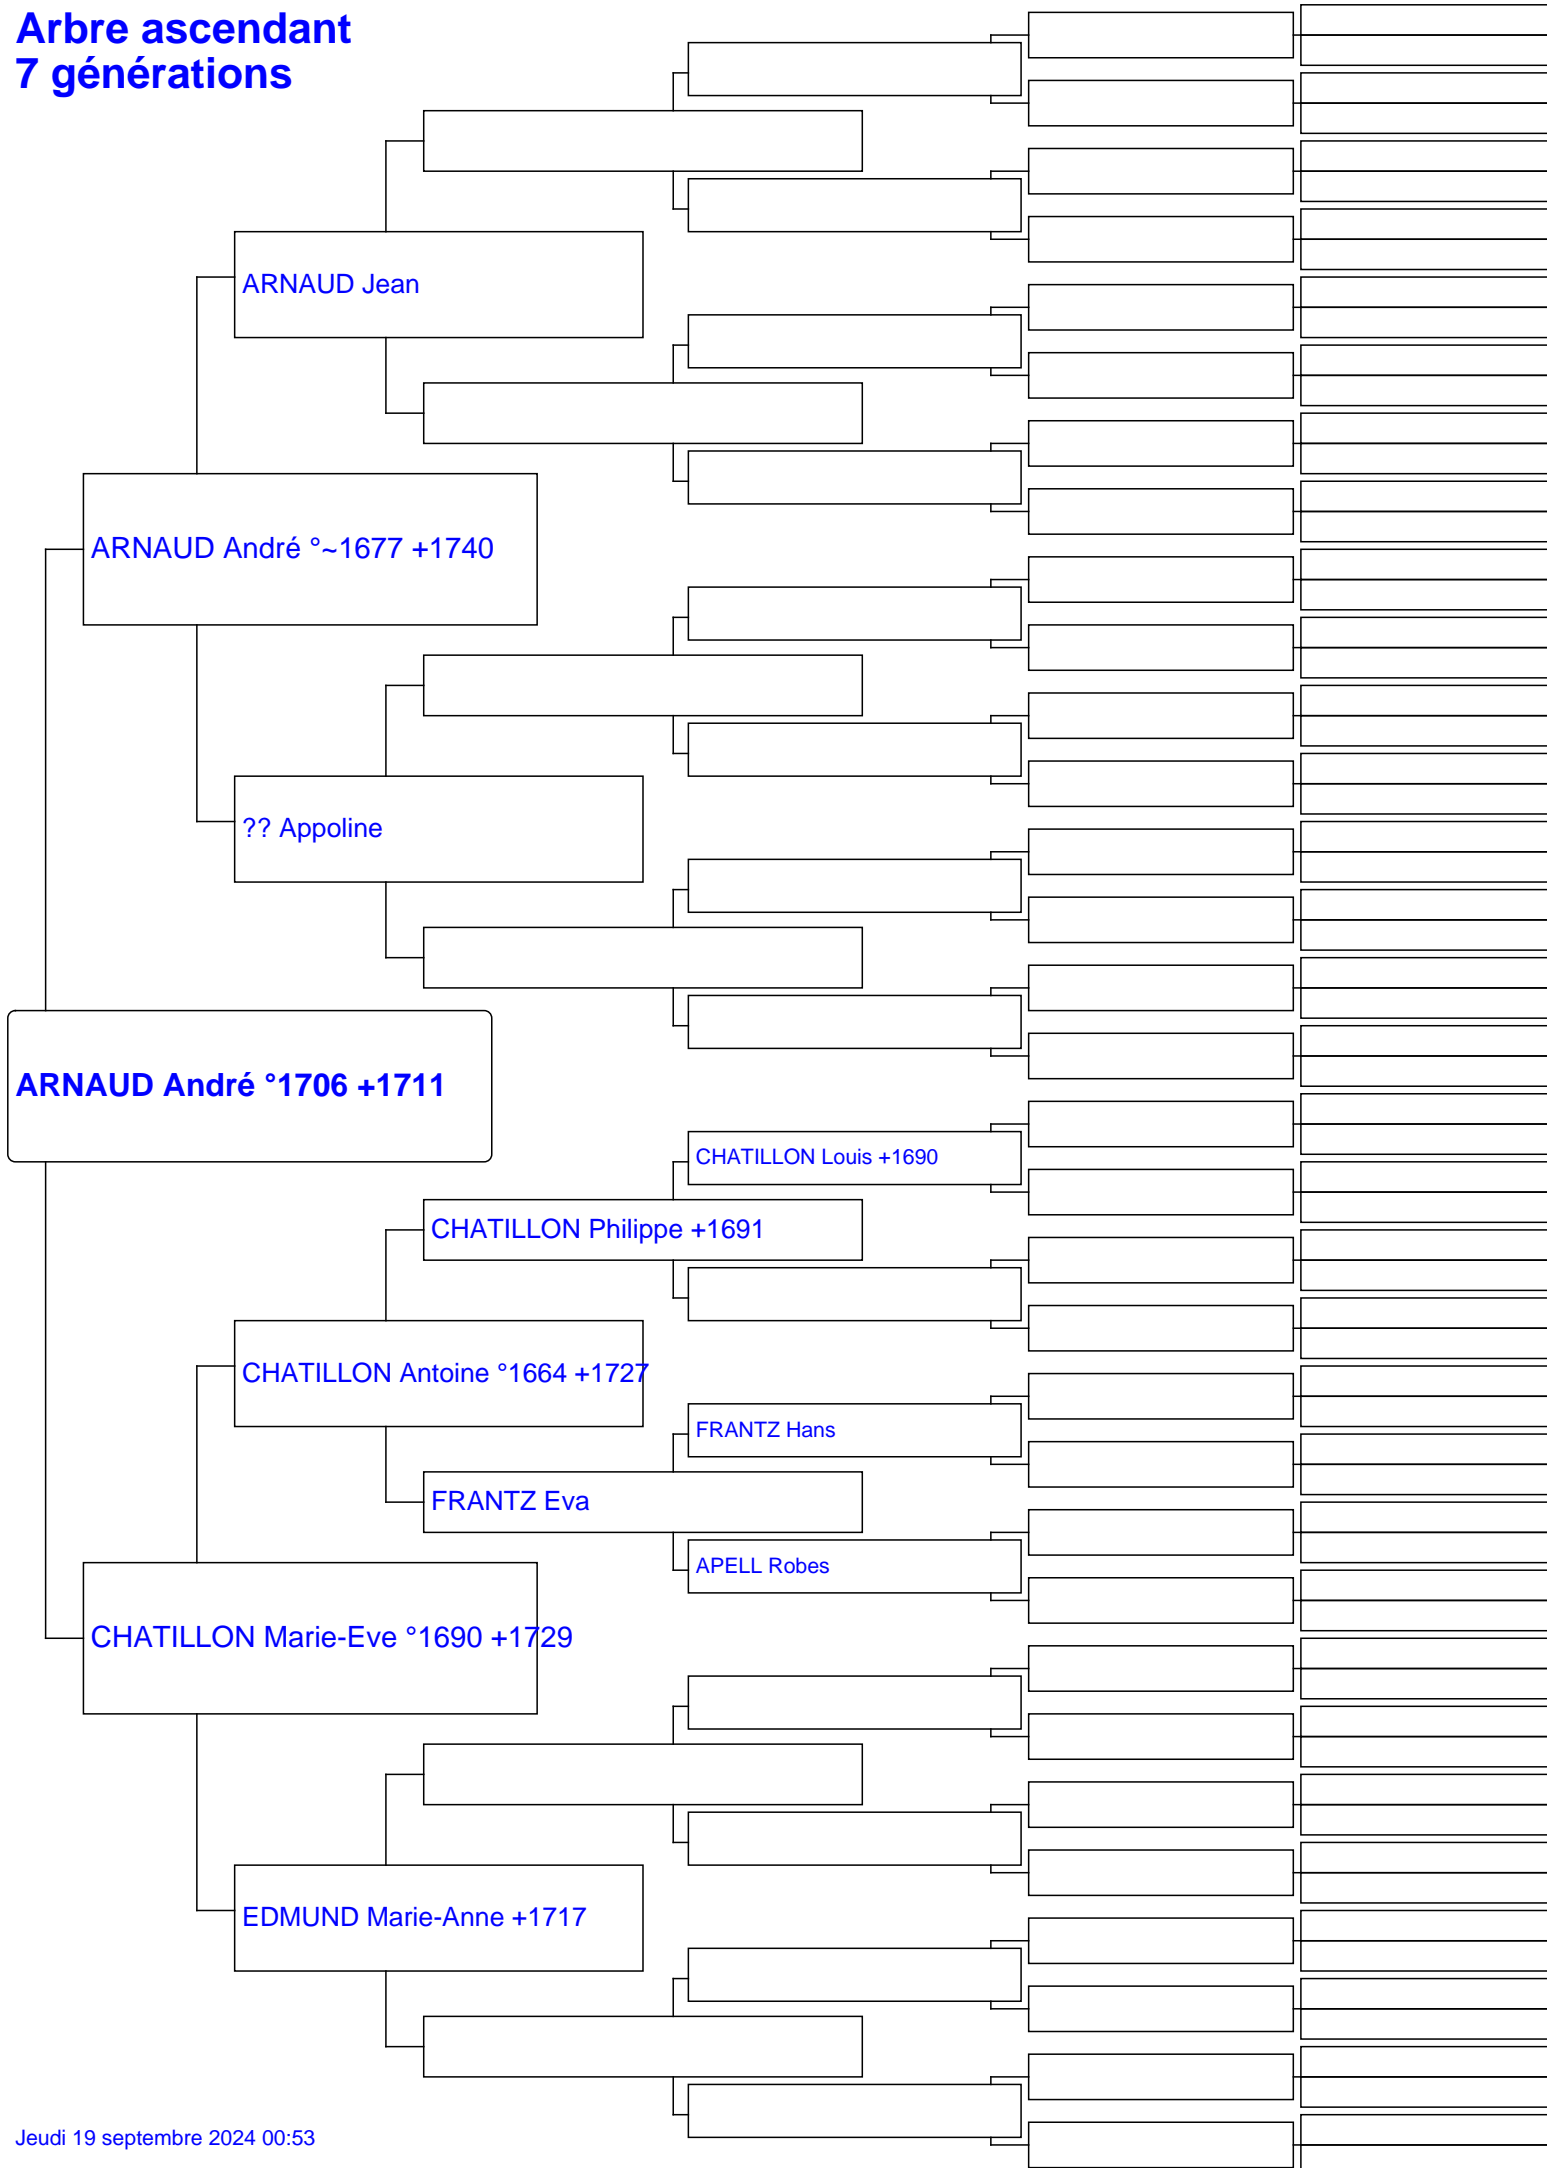 Arbre ascendant
7 générations
ARNAUD Jean
ARNAUD André °~1677 +1740
?? Appoline
ARNAUD André °1706 +1711
CHATILLON Louis +1690
CHATILLON Philippe +1691
CHATILLON Antoine °1664 +1727
FRANTZ Hans
FRANTZ Eva
APELL Robes
CHATILLON Marie-Eve °1690 +1729
EDMUND Marie-Anne +1717
Jeudi 19 septembre 2024 00:53